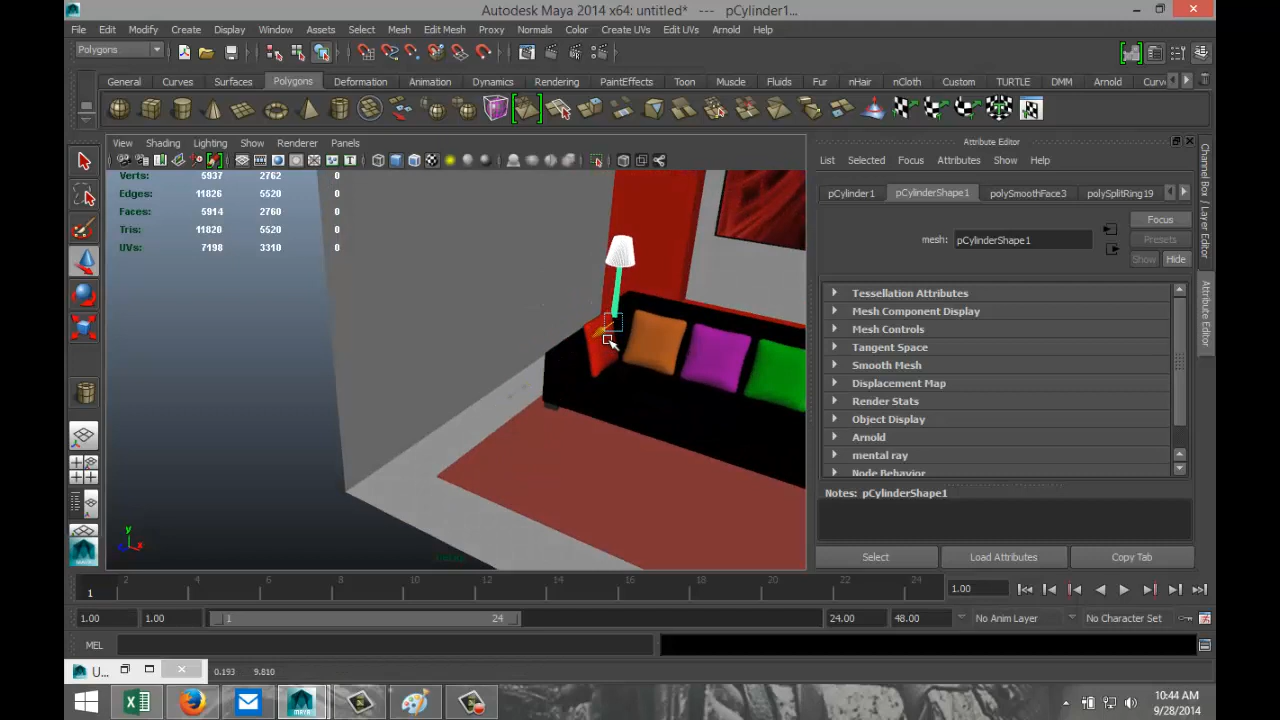 Autodesk Maya 2014 x64: untitled* --- pCylinder1...
File Edit Modify Create Display Window Assets Select Mesh Edit Mesh Proxy Normals Color Create UVs Edit UVs Arnold Help
Polygons
General Curves Surfaces Polygons Deformation Animation Dynamics Rendering PaintEffects Toon Muscle Fluids Fur nHair nCloth Custom TURTLE DMM Arnold Curv
View Shading Lighting Show Renderer Panels
Attribute Editor
List Selected Focus Attributes Show Help
Verts: 5937 2762 0
Edges: 11826 5520 0
Faces: 5914 2760 0
Tris: 11820 5520 0
UVs: 7198 3310 0
pCylinder1 pCylinderShape1 polySmoothFace3 polySplitRing19
Focus
mesh: pCylinderShape1
Presets
Show Hide
Tessellation Attributes
Mesh Component Display
Mesh Controls
Tangent Space
Smooth Mesh
Displacement Map
Render Stats
Object Display
Arnold
mental ray
Node Behavior
Notes: pCylinderShape1
Select Load Attributes Copy Tab
Channel Box / Layer Editor
Attribute Editor
y
z x
2 4 6 8 10 12 14 16 18 20 22 24
1
1.00
1.00 1.00 1 24 24.00 48.00 No Anim Layer No Character Set
MEL
U... 0.193 9.810
10:44 AM
9/28/2014